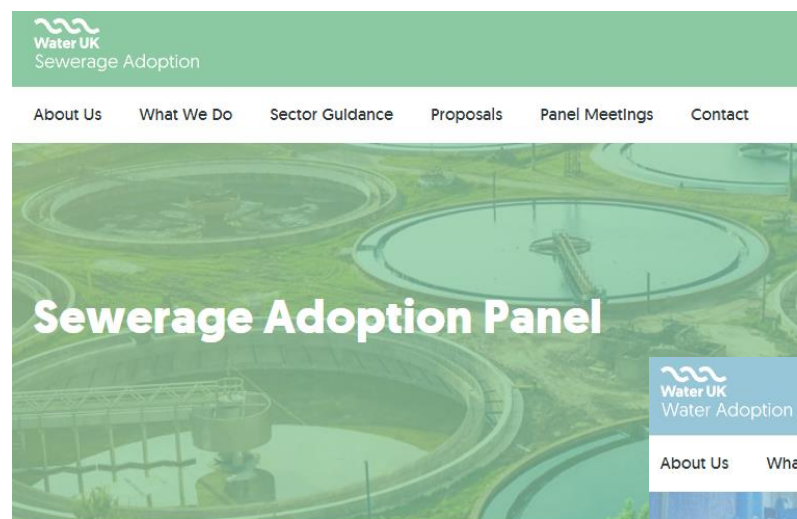 Water UK
Sewerage Adoption
About Us What We Do Sector Guidance Proposals Panel Meetings Contact
Sewerage Adoption Panel
Water UK
Water Adoption
About Us